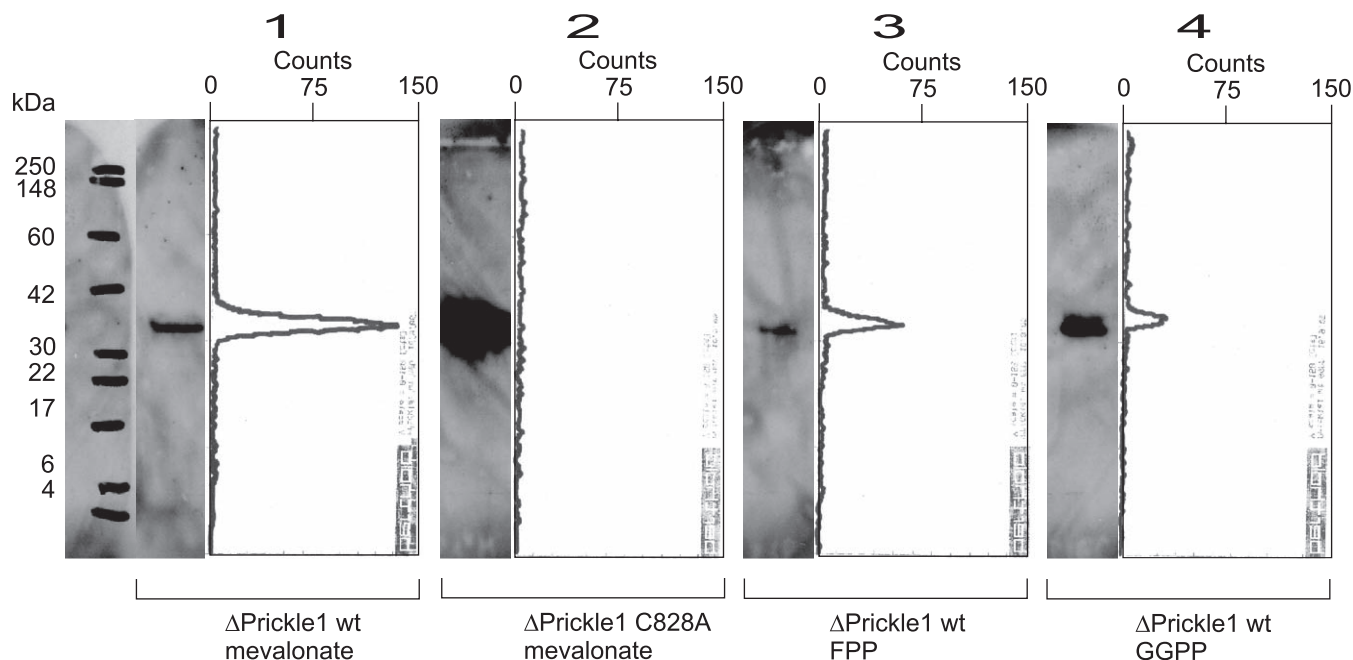 1 2 3 4
Counts Counts Counts Counts
0 75 150 0 75 150 0 75 150 0 75 150
kDa
250
148
60
42
30
22
17
6
4
ΔPrickle1 wt
mevalonate
ΔPrickle1 C828A
mevalonate
ΔPrickle1 wt
FPP
ΔPrickle1 wt
GGPP